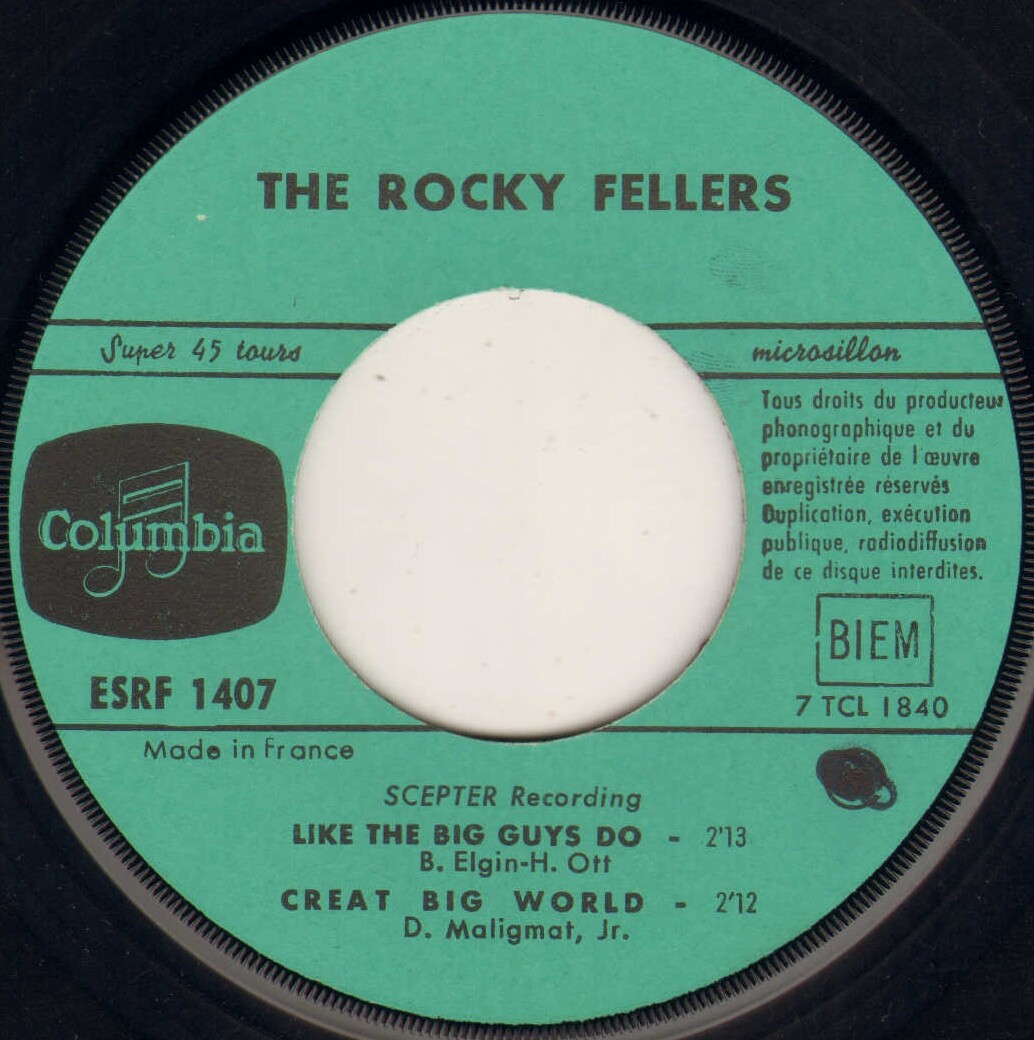 THE ROCKY FELLERS
Super 45 tours
microsillon
Tous droits du producteur
phonographique et du
propriétaire de l'œuvre
enregistrée réservés
Duplication, exécution
publique, radiodiffusion
de ce disque interdites.
Columbia
BIEM
ESRF 1407
7 TCL 1840
Made in France
SCEPTER Recording
LIKE THE BIG GUYS DO - 2'13
B. Elgin-H. Ott
CREAT BIG WORLD - 2'12
D. Maligmat, Jr.